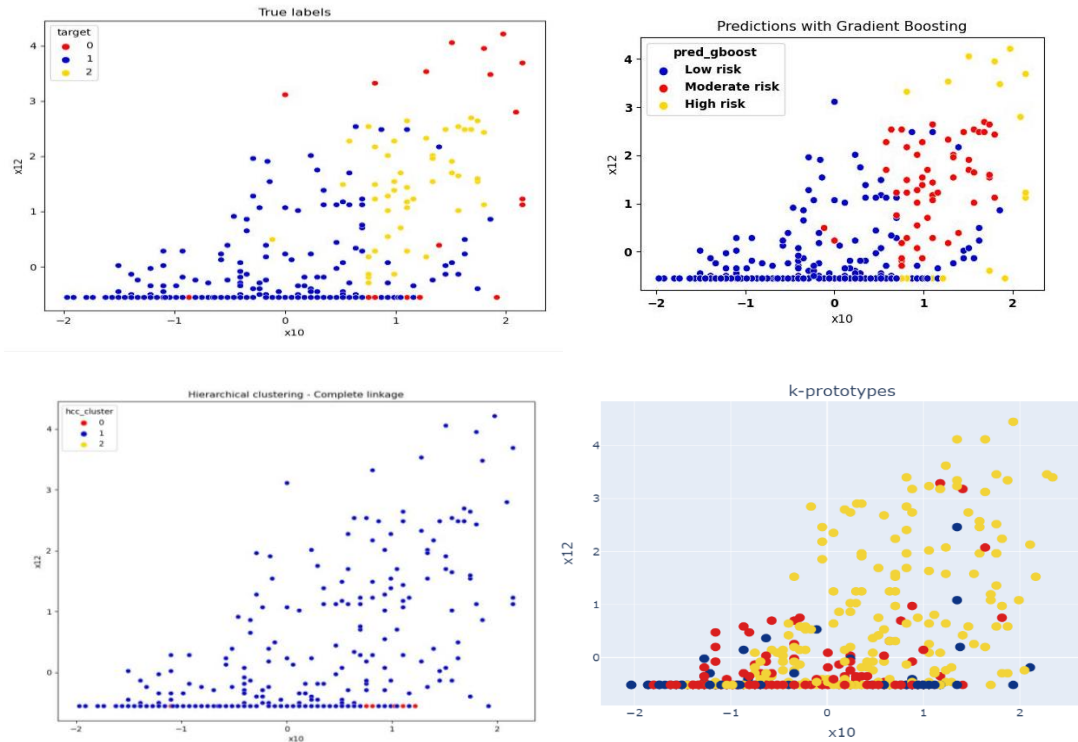 True labels
target
0
1
2
4
3
2
1
0
x12
−2
−1
0
1
2
x10
Predictions with Gradient Boosting
pred_gboost
Low risk
Moderate risk
High risk
4
3
2
1
0
x12
−2
−1
0
1
2
x10
Hierarchical clustering - Complete linkage
hcc_cluster
0
1
2
4
3
2
1
0
x12
−2
−1
0
1
2
x10
k-prototypes
4
3
2
1
0
x12
−2
−1
0
1
2
x10